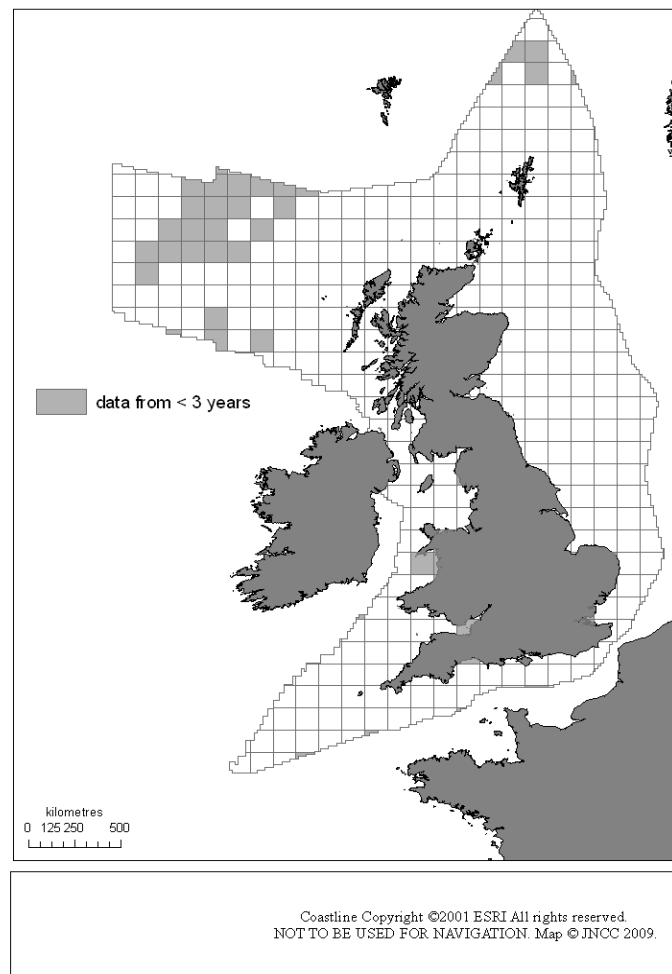 data from < 3 years
kilometres
0 125 250 500
Coastline Copyright ©2001 ESRI All rights reserved.
NOT TO BE USED FOR NAVIGATION. Map © JNCC 2009.